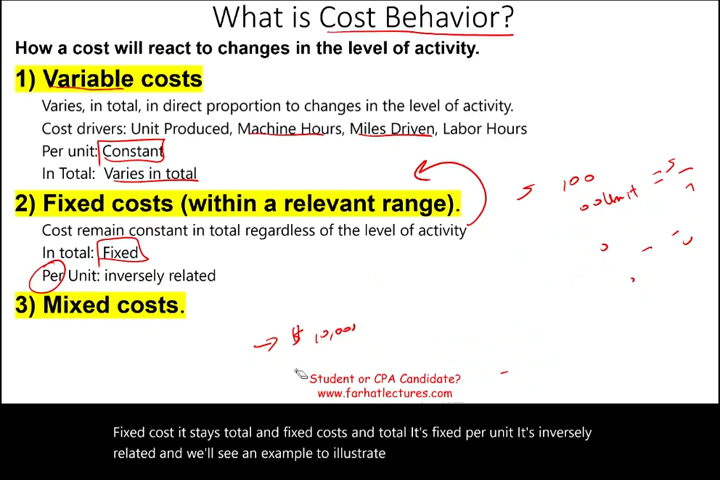 What is Cost Behavior?
How a cost will react to changes in the level of activity.
1) Variable costs
Varies, in total, in direct proportion to changes in the level of activity.
Cost drivers: Unit Produced, Machine Hours, Miles Driven, Labor Hours
Per unit: Constant
In Total: Varies in total
2) Fixed costs (within a relevant range).
Cost remain constant in total regardless of the level of activity
In total: Fixed
Per Unit: inversely related
3) Mixed costs.
100
unit
$ 10,000
Student or CPA Candidate?
www.farhatlectures.com
Fixed cost it stays total and fixed costs and total It's fixed per unit It's inversely
related and we'll see an example to illustrate